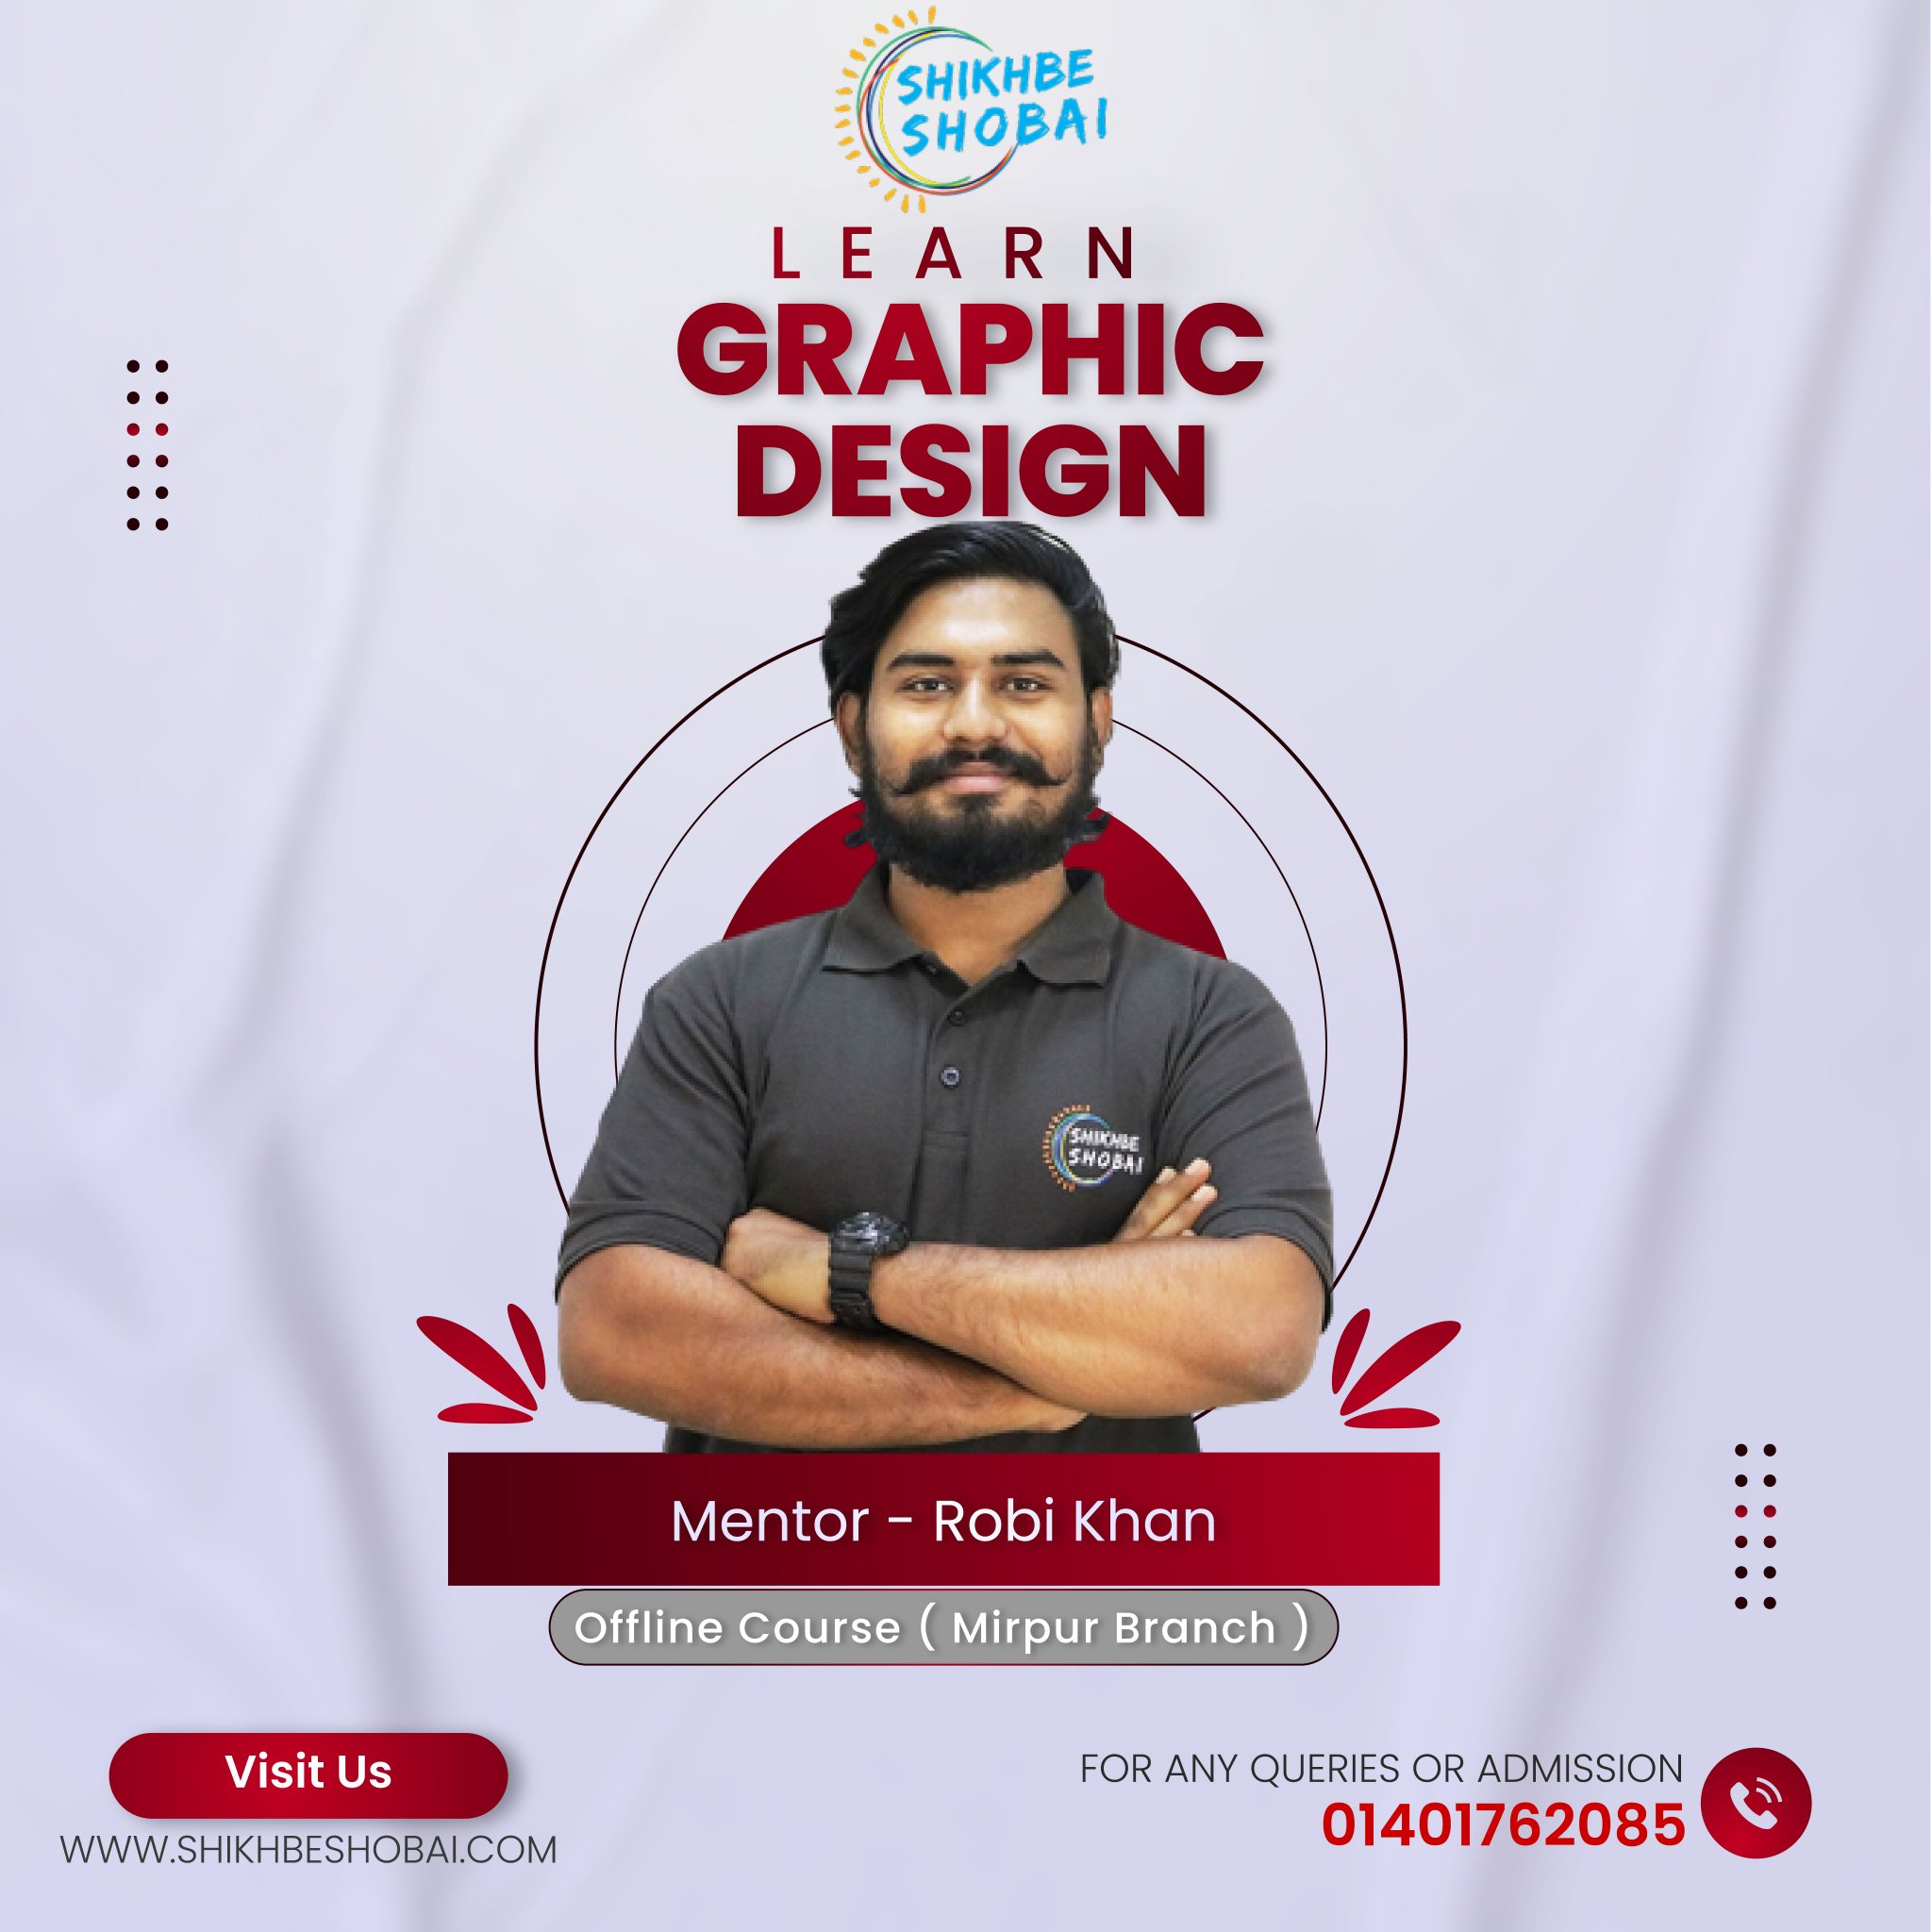 SHIKHBE
SHOBAI
LEARN
GRAPHIC
DESIGN
SHIKHBE
SHOBAI
Mentor - Robi Khan
Offline Course ( Mirpur Branch )
Visit Us
WWW.SHIKHBESHOBAI.COM
FOR ANY QUERIES OR ADMISSION
01401762085